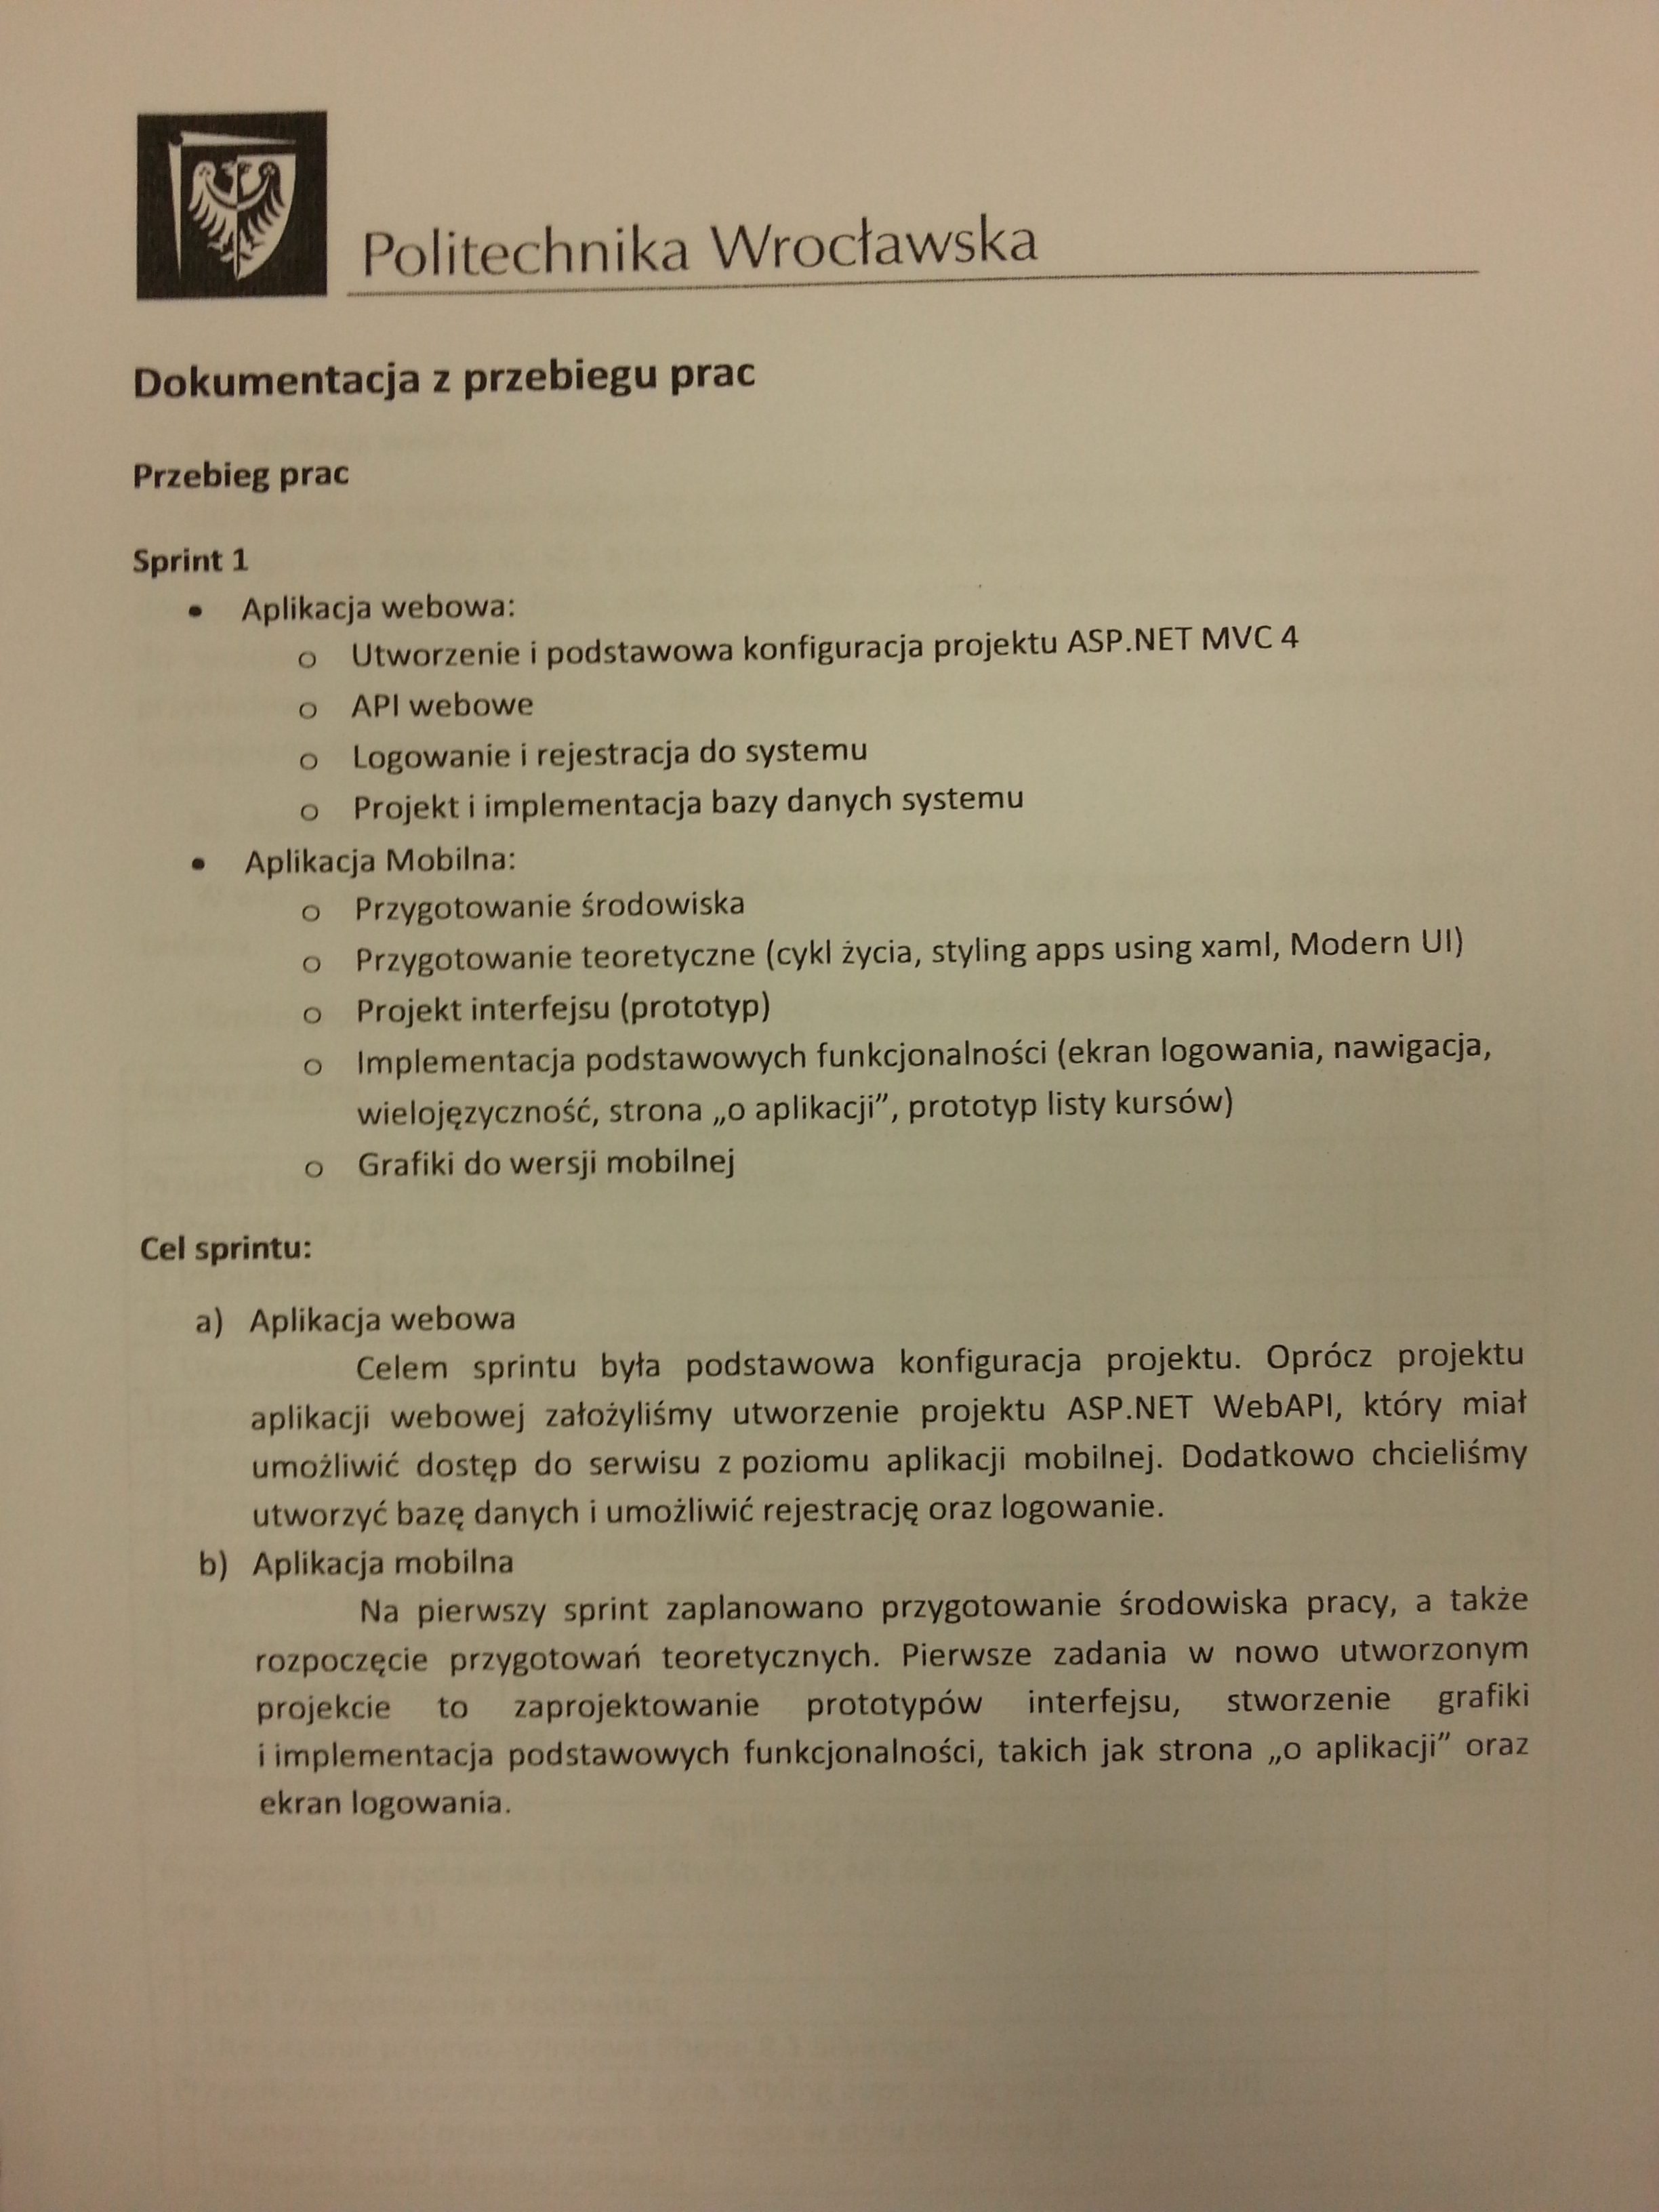 Politechnika Wrocławska
Dokumentacja z przebiegu prac
Przebieg prac
Sprint 1
• Aplikacja webowa:
o Utworzenie i podstawowa konfiguracja projektu ASP.NET MVC 4
o API webowe
o Logowanie i rejestracja do systemu
o Projekt i implementacja bazy danych systemu
• Aplikacja Mobilna:
o Przygotowanie środowiska
o Przygotowanie teoretyczne (cykl życia, styling apps using xaml, Modern UI)
o Projekt interfejsu (prototyp)
o Implementacja podstawowych funkcjonalności (ekran logowania, nawigacja,
wielojęzyczność, strona „o aplikacji”, prototyp listy kursów)
o Grafiki do wersji mobilnej
Cel sprintu:
a) Aplikacja webowa
Celem sprintu była podstawowa konfiguracja projektu. Oprócz projektu
aplikacji webowej założyliśmy utworzenie projektu ASP.NET WebAPI, który miał
umożliwić dostęp do serwisu z poziomu aplikacji mobilnej. Dodatkowo chcieliśmy
utworzyć bazę danych i umożliwić rejestrację oraz logowanie.
b) Aplikacja mobilna
Na pierwszy sprint zaplanowano przygotowanie środowiska pracy, a także
rozpoczęcie przygotowań teoretycznych. Pierwsze zadania w nowo utworzonym
projekcie to zaprojektowanie prototypów interfejsu, stworzenie grafiki
i implementacja podstawowych funkcjonalności, takich jak strona „o aplikacji” oraz
ekran logowania.